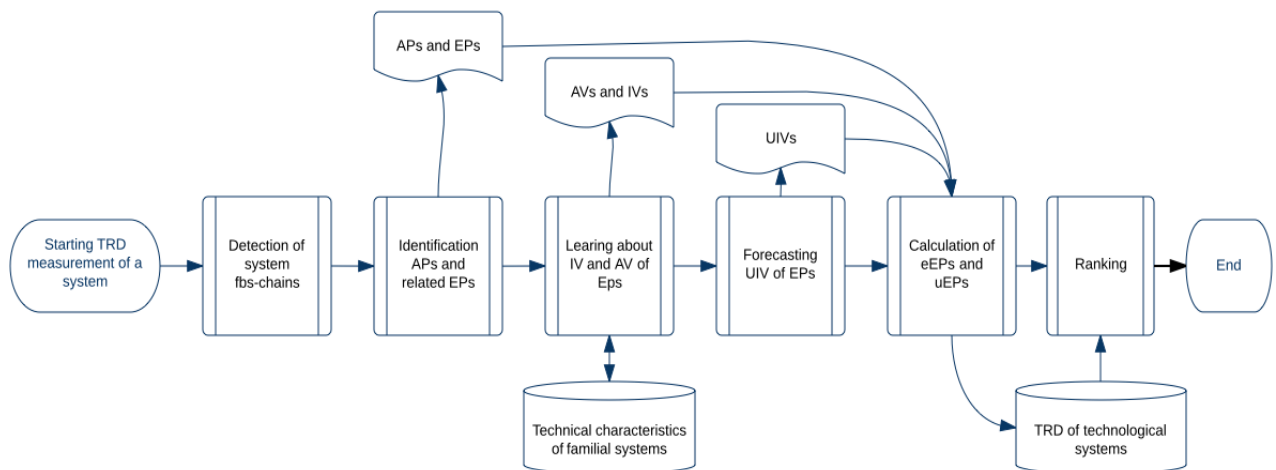 APs and EPs
AVs and IVs
UIVs
Starting TRD
measurement of a
system
Detection of
system
fbs-chains
Identification
APs and
related EPs
Learing about
IV and AV of
Eps
Forecasting
UIV of EPs
Calculation of
eEPs and
uEPs
Ranking
End
Technical characteristics
of familial systems
TRD of technological
systems